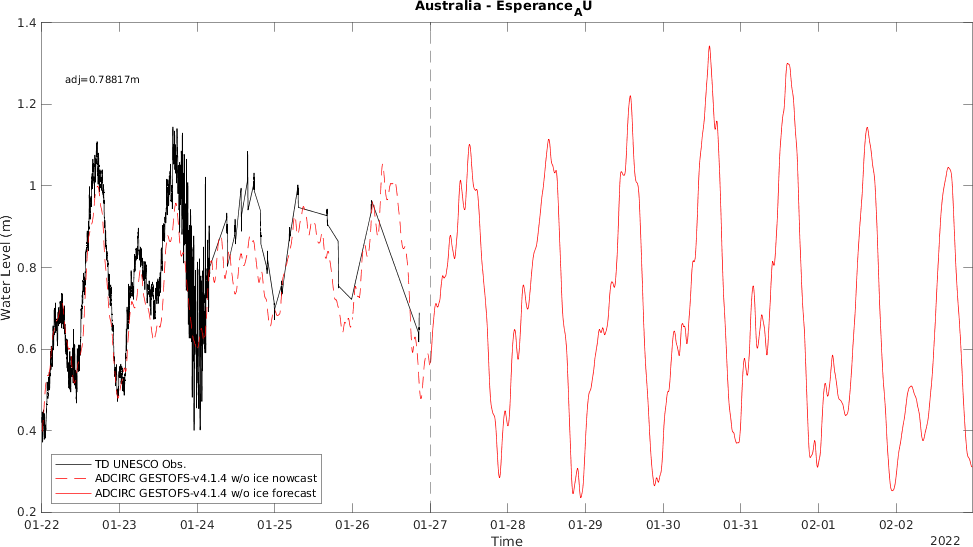 Australia - Esperance_AU
1.4
adj=0.78817m
1.2
1
0.8
0.6
0.4
0.2
Water Level (m)
TD UNESCO Obs.
ADCIRC GESTOFS-v4.1.4 w/o ice nowcast
ADCIRC GESTOFS-v4.1.4 w/o ice forecast
01-22 01-23 01-24 01-25 01-26 01-27 01-28 01-29 01-30 01-31 02-01 02-02
Time
2022